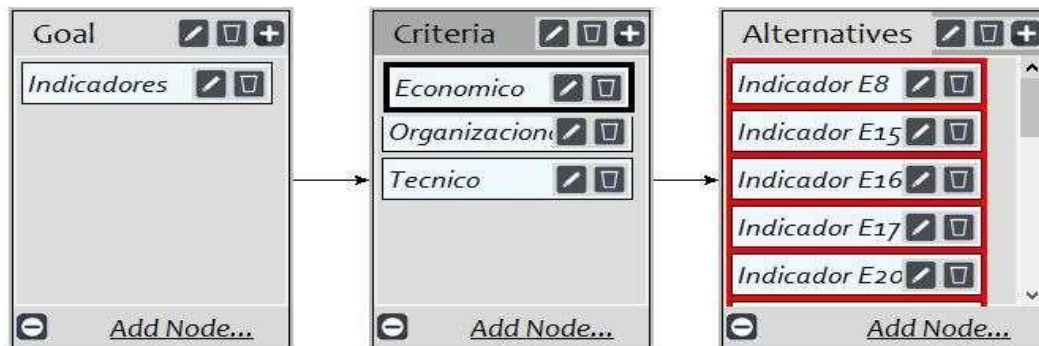 Goal
Indicadores
Add Node...
Criteria
Economico
Organizacion
Tecnico
Add Node...
Alternatives
Indicador E8
Indicador E15
Indicador E16
Indicador E17
Indicador E20
Add Node...